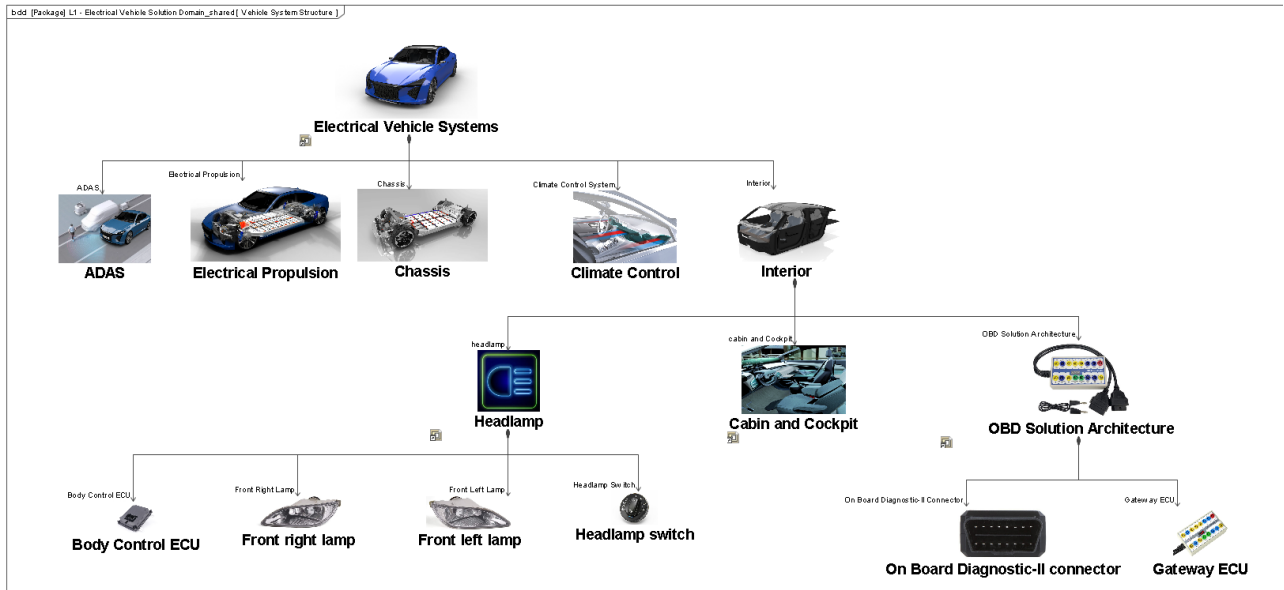 bdd [Package] L1 - Electrical Vehicle Solution Domain_shared[ Vehicle System Structure ]
Electrical Vehicle Systems
ADAS
Electrical Propulsion
Chassis
Climate Control System
Interior
ADAS
Electrical Propulsion
Chassis
Climate Control
Interior
headlamp
cabin and Cockpit
OBD Solution Architecture
Headlamp
Cabin and Cockpit
OBD Solution Architecture
Body Control ECU
Front Right Lamp
Front Left Lamp
Headlamp Switch
On Board Diagnostic-II Connector
Gateway ECU
Body Control ECU
Front right lamp
Front left lamp
Headlamp switch
On Board Diagnostic-II connector
Gateway ECU